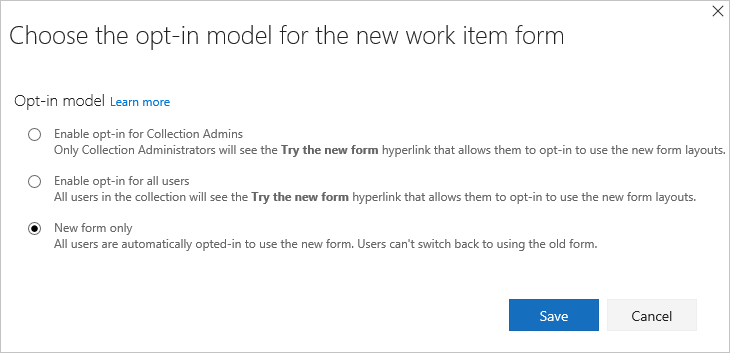 Choose the opt-in model for the new work item form
Opt-in model Learn more
Enable opt-in for Collection Admins
Only Collection Administrators will see the Try the new form hyperlink that allows them to opt-in to use the new form layouts.
Enable opt-in for all users
All users in the collection will see the Try the new form hyperlink that allows them to opt-in to use the new form layouts.
New form only
All users are automatically opted-in to use the new form. Users can't switch back to using the old form.
Save Cancel